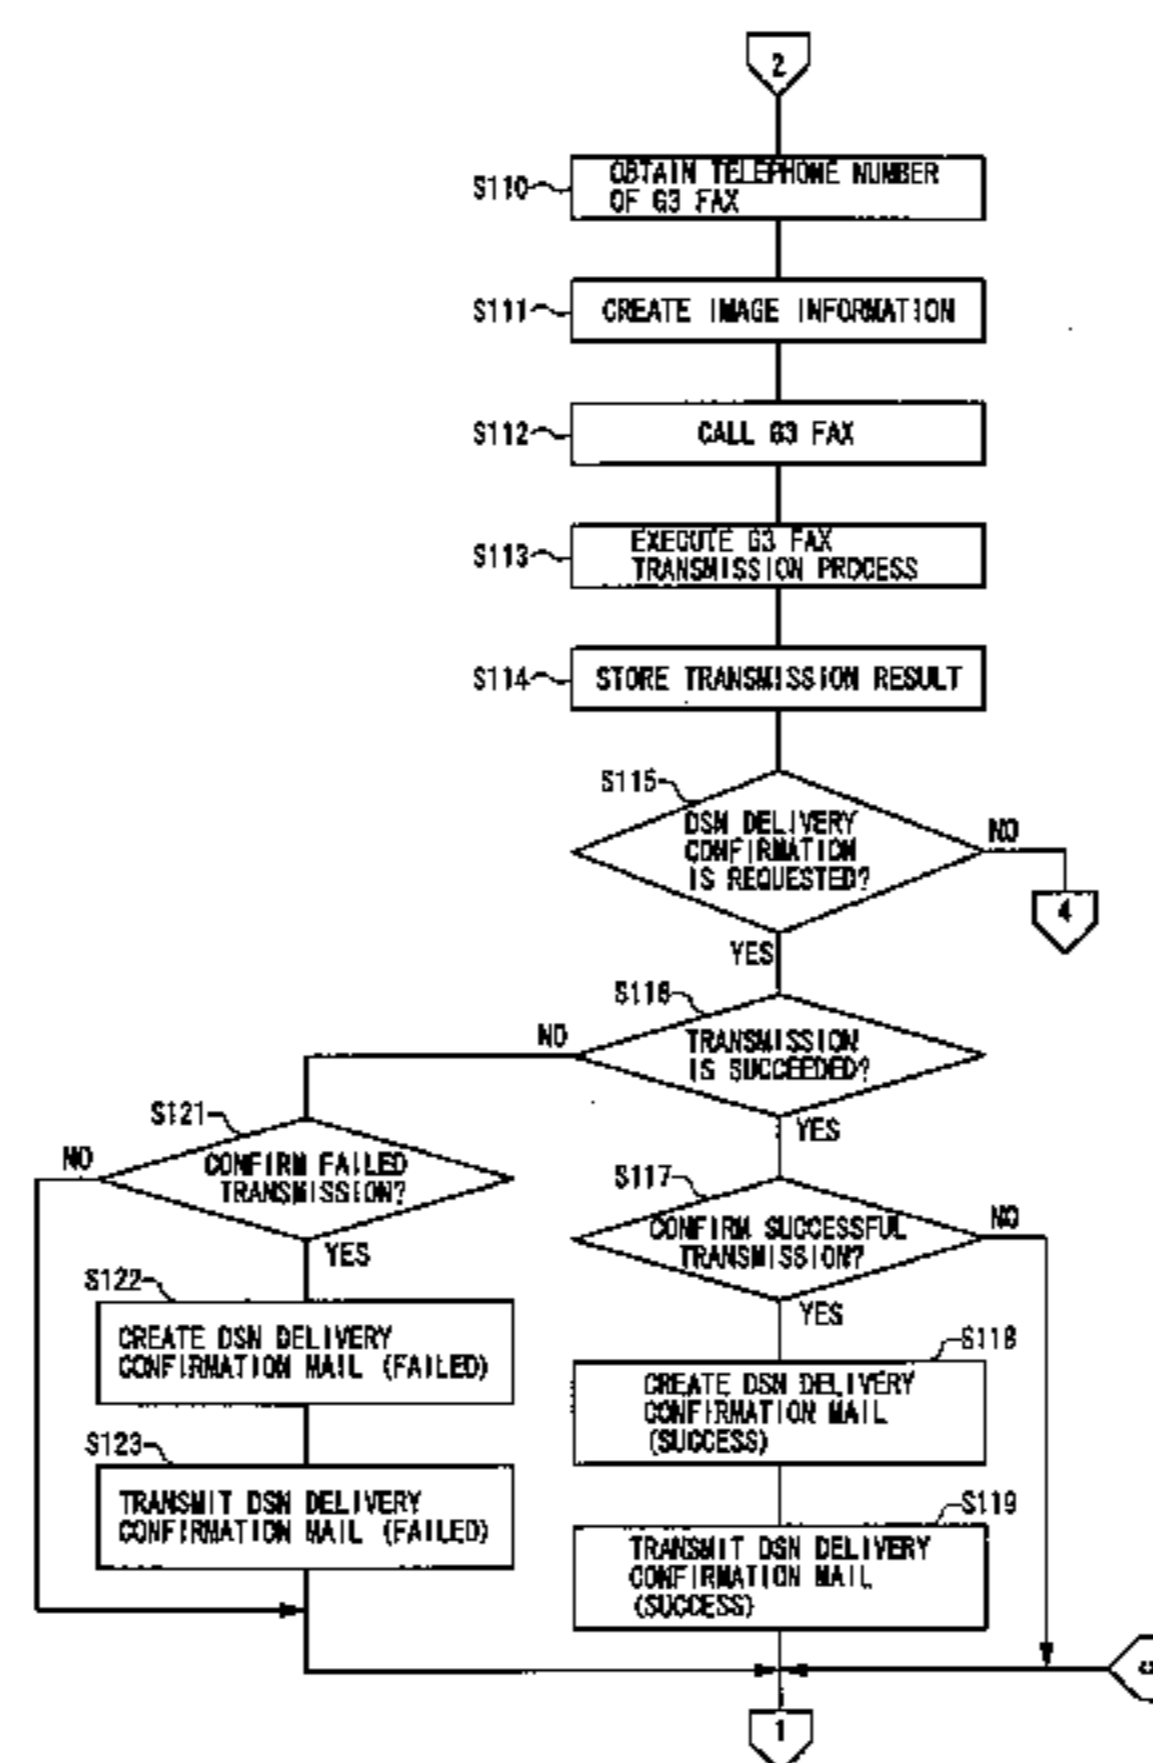 2
S110
OBTAIN TELEPHONE NUMBER
OF G3 FAX
S111
CREATE IMAGE INFORMATION
S112
CALL G3 FAX
S113
EXECUTE G3 FAX
TRANSMISSION PROCESS
S114
STORE TRANSMISSION RESULT
S115
DSN DELIVERY
CONFIRMATION
IS REQUESTED?
NO
4
YES
S116
NO
TRANSMISSION
IS SUCCEEDED?
YES
S121
NO
CONFIRM FAILED
TRANSMISSION?
YES
S117
CONFIRM SUCCESSFUL
TRANSMISSION?
NO
YES
S122
CREATE DSN DELIVERY
CONFIRMATION MAIL (FAILED)
S118
CREATE DSN DELIVERY
CONFIRMATION MAIL
(SUCCESS)
S123
TRANSMIT DSN DELIVERY
CONFIRMATION MAIL (FAILED)
S119
TRANSMIT DSN DELIVERY
CONFIRMATION MAIL
(SUCCESS)
1